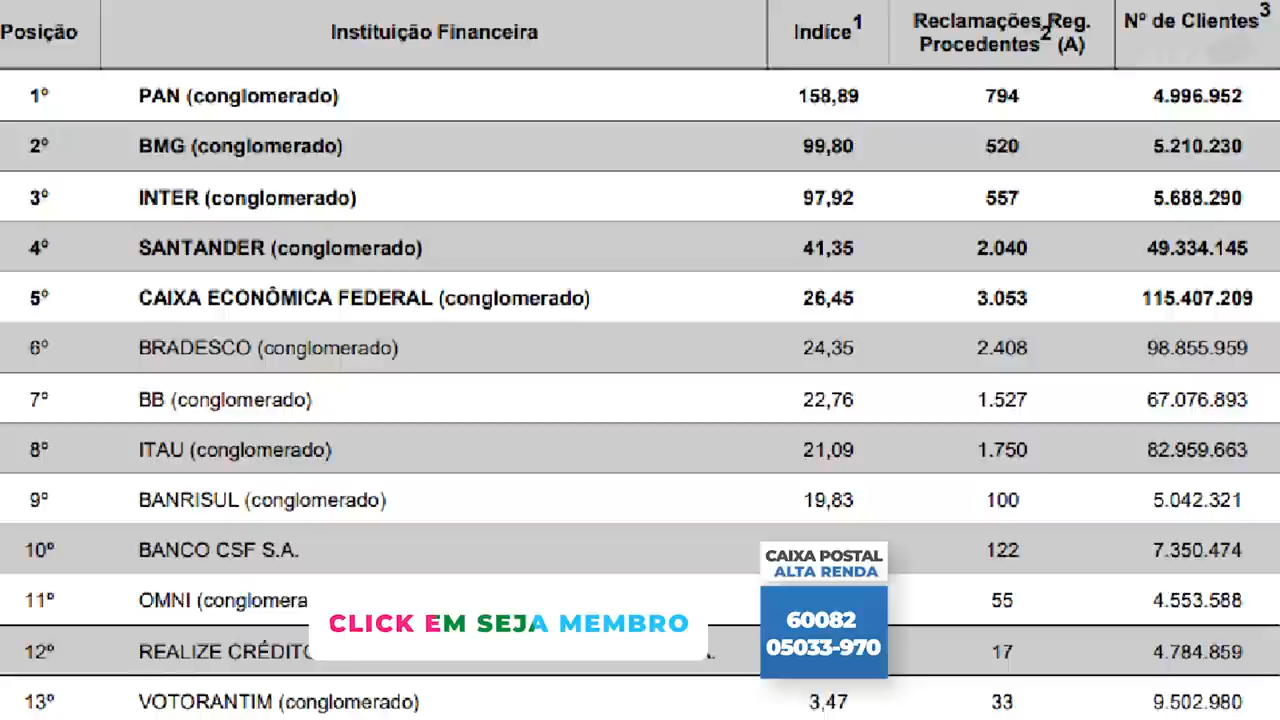 Posição Instituição Financeira Indíce1 Reclamações Reg. Procedentes2 (A) Nº de Clientes3
1º PAN (conglomerado) 158,89 794 4.996.952
2º BMG (conglomerado) 99,80 520 5.210.230
3º INTER (conglomerado) 97,92 557 5.688.290
4º SANTANDER (conglomerado) 41,35 2.040 49.334.145
5º CAIXA ECONÔMICA FEDERAL (conglomerado) 26,45 3.053 115.407.209
6º BRADESCO (conglomerado) 24,35 2.408 98.855.959
7º BB (conglomerado) 22,76 1.527 67.076.893
8º ITAU (conglomerado) 21,09 1.750 82.959.663
9º BANRISUL (conglomerado) 19,83 100 5.042.321
10º BANCO CSF S.A. 122 7.350.474
11º OMNI (conglomera 55 4.553.588
12º REALIZE CRÉDITO 17 4.784.859
13º VOTORANTIM (conglomerado) 3,47 33 9.502.980
CLICK EM SEJA MEMBRO
CAIXA POSTAL
ALTA RENDA
60082
05033-970